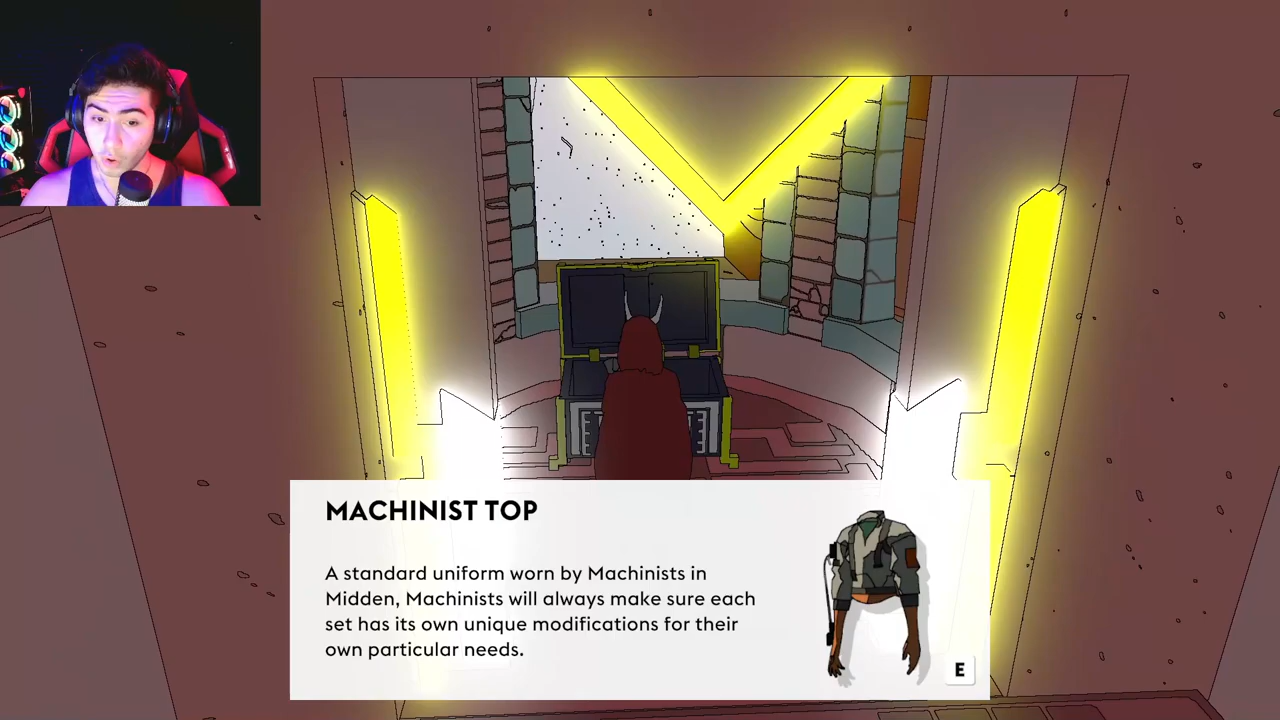 MACHINIST TOP
A standard uniform worn by Machinists in
Midden, Machinists will always make sure each
set has its own unique modifications for their
own particular needs.
E